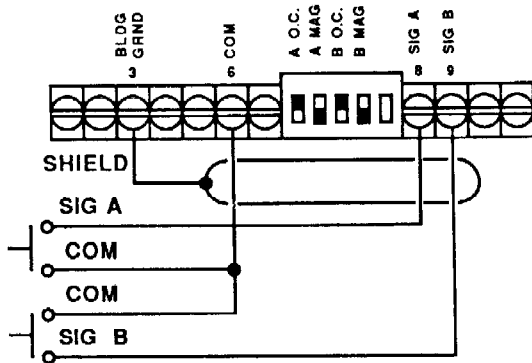 BLDG
GRND
COM
A O.C.
A MAG
B O.C.
B MAG
SIG A
SIG B
3
6
8
9
SHIELD
SIG A
COM
COM
SIG B